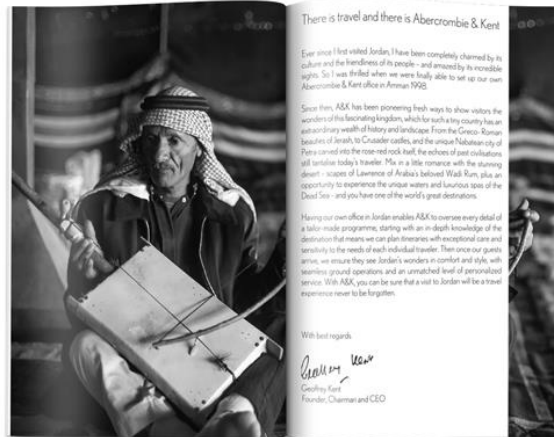 There is travel and there is Abercrombie & Kent
Ever since I first visited Jordan, I have been completely charmed by its
culture and the friendliness of its people - and amazed by its incredible
sights. So I was thrilled when we were finally able to set up our own
Abercrombie & Kent office in Amman 1998.
Since then, A&K has been pioneering fresh ways to show visitors the
wonders of this fascinating kingdom, which for such a tiny country has an
extraordinary wealth of history and landscape. From the Greco- Roman
beauties of Jerash, to Crusader castles, and the unique Nabatean city of
Petra carved into the rose-red rock itself, the echoes of past civilisations
still tantalise today's traveler. Mix in a little romance with the stunning
desert - scapes of Lawrence of Arabia's beloved Wadi Rum, plus an
opportunity to experience the unique waters and luxurious spas of the
Dead Sea - and you have one of the world's great destinations.
Having our own office in Jordan enables A&K to oversee every detail of
a tailor-made programme, starting with an in depth knowledge of the
destination that means we can plan itineraries with exceptional care and
sensitivity to the needs of each individual traveler. Then once our guests
arrive, we ensure they see Jordan's wonders in comfort and style, with
seamless ground operations and an unmatched level of personalized
service. With A&K, you can be sure that a visit to Jordan will be a travel
experience never to be forgotten.
With best regards
Geoffrey Kent
Geoffrey Kent
Founder, Chairman and CEO